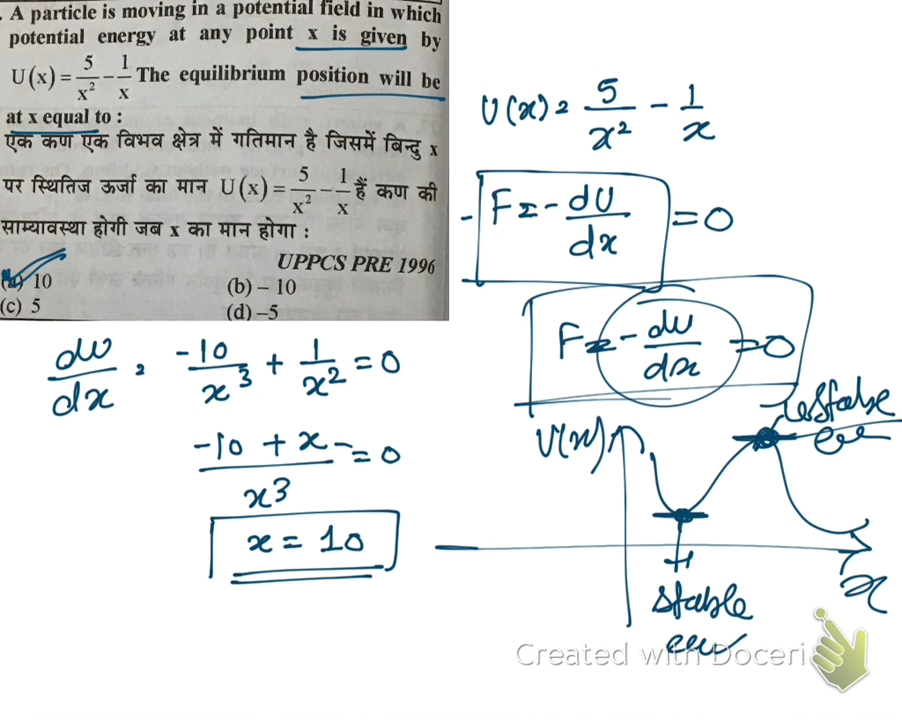 . A particle is moving in a potential field in which
potential energy at any point x is given by
U(x) = 5/x² − 1/x The equilibrium position will be
at x equal to :
एक कण एक विभव क्षेत्र में गतिमान है जिसमें बिन्दु x
पर स्थितिज ऊर्जा का मान U(x) = 5/x² − 1/x हैं कण की
साम्यावस्था होगी जब x का मान होगा :
UPPCS PRE 1996
10 (b) – 10
(c) 5 (d) –5
U(x) = 5/x² − 1/x
F = - dU/dx = 0
F = - dU/dx = 0
dU/dx = -10/x³ + 1/x² = 0
-10 + x / x³ = 0
x = 10
U(x)
x
stable
Created with Doceri